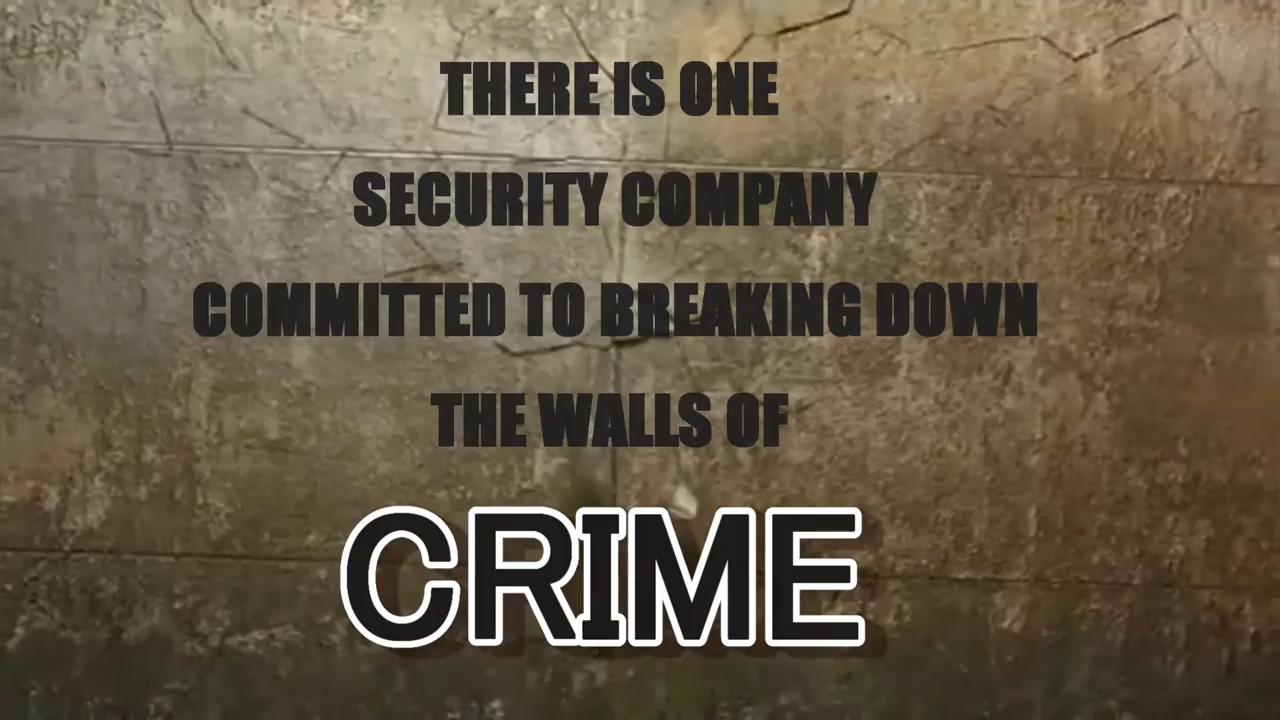 THERE IS ONE
SECURITY COMPANY
COMMITTED TO BREAKING DOWN
THE WALLS OF
CRIME